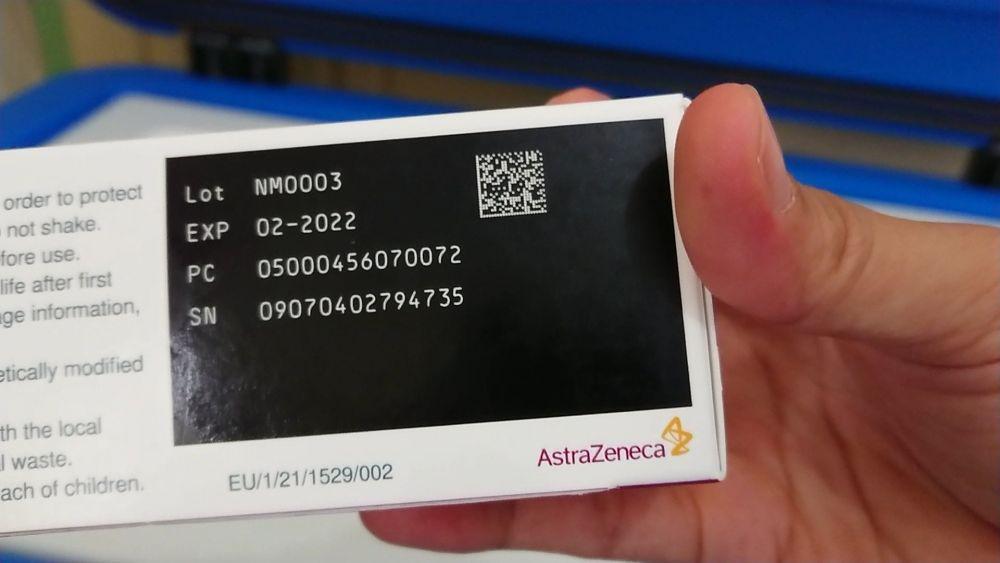 order to protect
not shake.
fore use.
life after first
ge information,
etically modified
th the local
l waste.
ach of children.
Lot NM0003
EXP 02-2022
PC 05000456070072
SN 09070402794735
EU/1/21/1529/002
AstraZeneca